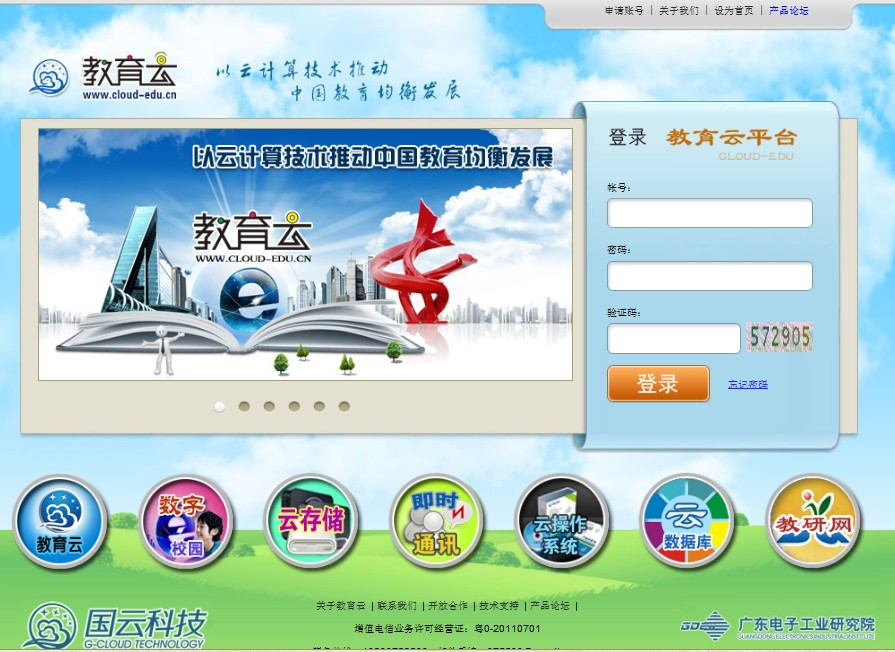 申请账号 | 关于我们 | 设为首页 | 产品论坛
教育云
www.cloud-edu.cn
以云计算技术推动
中国教育均衡发展
以云计算技术推动中国教育均衡发展
教育云
WWW.CLOUD-EDU.CN
登录 教育云平台
CLOUD-EDU
帐号:
密码:
验证码:
572905
登录 忘记密码
教育云
数字
校园
云存储
即时
通讯
云操作
系统
云
数据库
教研网
关于教育云 | 联系我们 | 开放合作 | 技术支持 | 产品论坛 |
增值电信业务许可经营证: 粤0-20110701
国云科技
G-CLOUD TECHNOLOGY
广东电子工业研究院
GUANGDONG ELECTRONICS INDUSTRIAL INSTITUTE